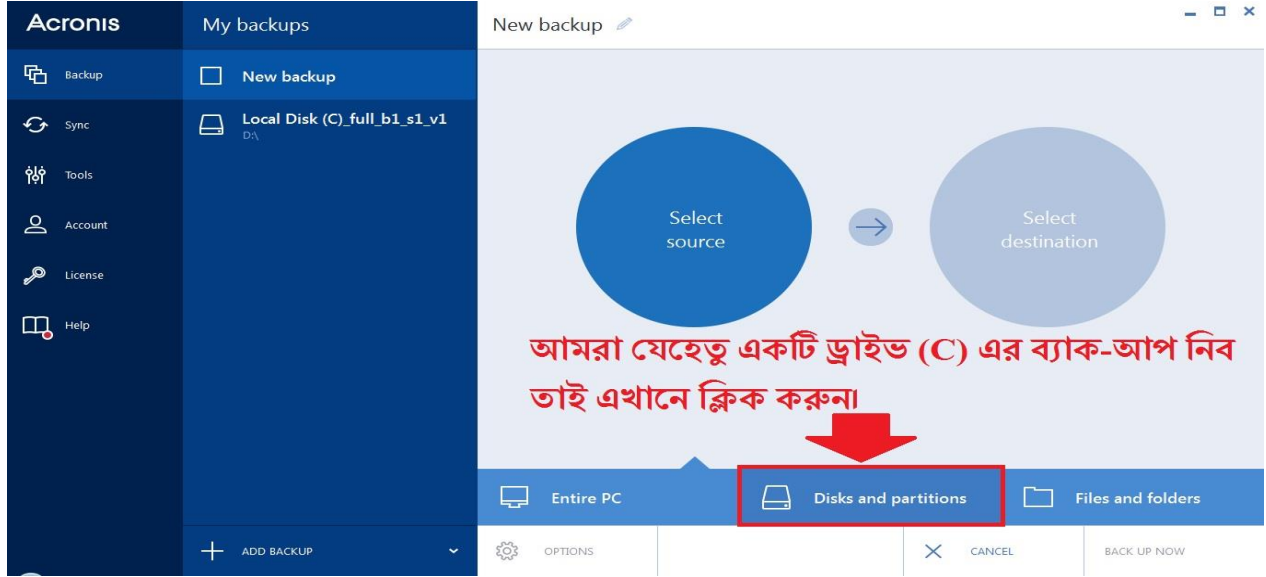 Acronis
My backups
New backup
Backup
Sync
Tools
Account
License
Help
New backup
Local Disk (C)_full_b1_s1_v1
D:\
Select
source
Select
destination
আমরা যেহেতু একটি ড্রাইভ (C) এর ব্যাক-আপ নিব
তাই এখানে ক্লিক করুন।
Entire PC
Disks and partitions
Files and folders
ADD BACKUP
OPTIONS
CANCEL
BACK UP NOW